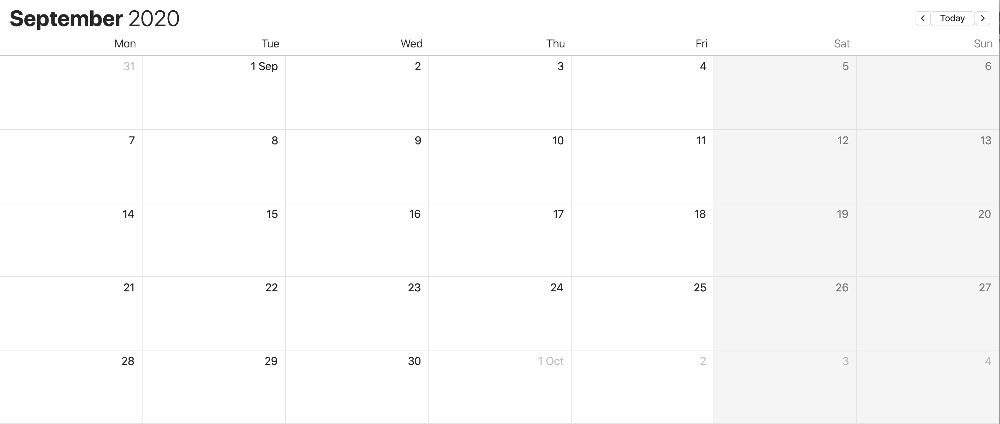 September 2020
Today
Mon Tue Wed Thu Fri Sat Sun
31 1 Sep 2 3 4 5 6
7 8 9 10 11 12 13
14 15 16 17 18 19 20
21 22 23 24 25 26 27
28 29 30 1 Oct 2 3 4